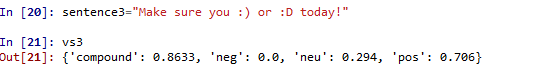 In [20]: sentence3="Make sure you :) or :D today!"
In [21]: vs3
Out[21]: {'compound': 0.8633, 'neg': 0.0, 'neu': 0.294, 'pos': 0.706}